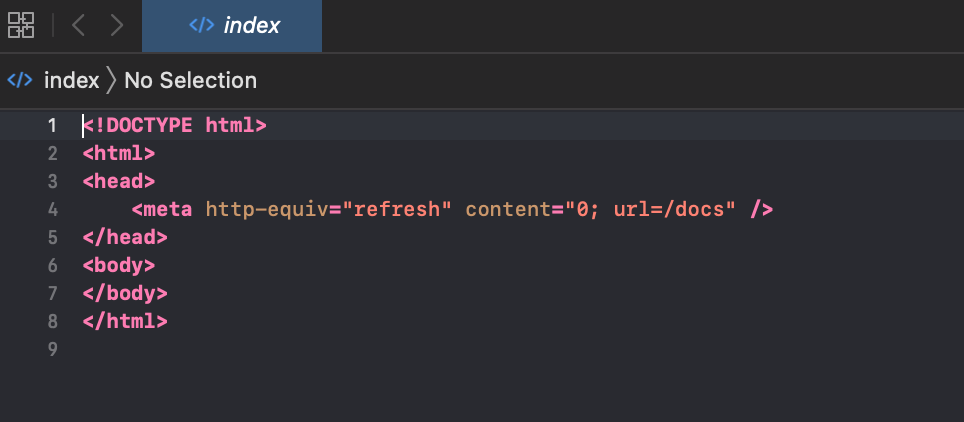 </> index
</> index 〉 No Selection
1 <!DOCTYPE html>
2 <html>
3 <head>
4     <meta http-equiv="refresh" content="0; url=/docs" />
5 </head>
6 <body>
7 </body>
8 </html>
9